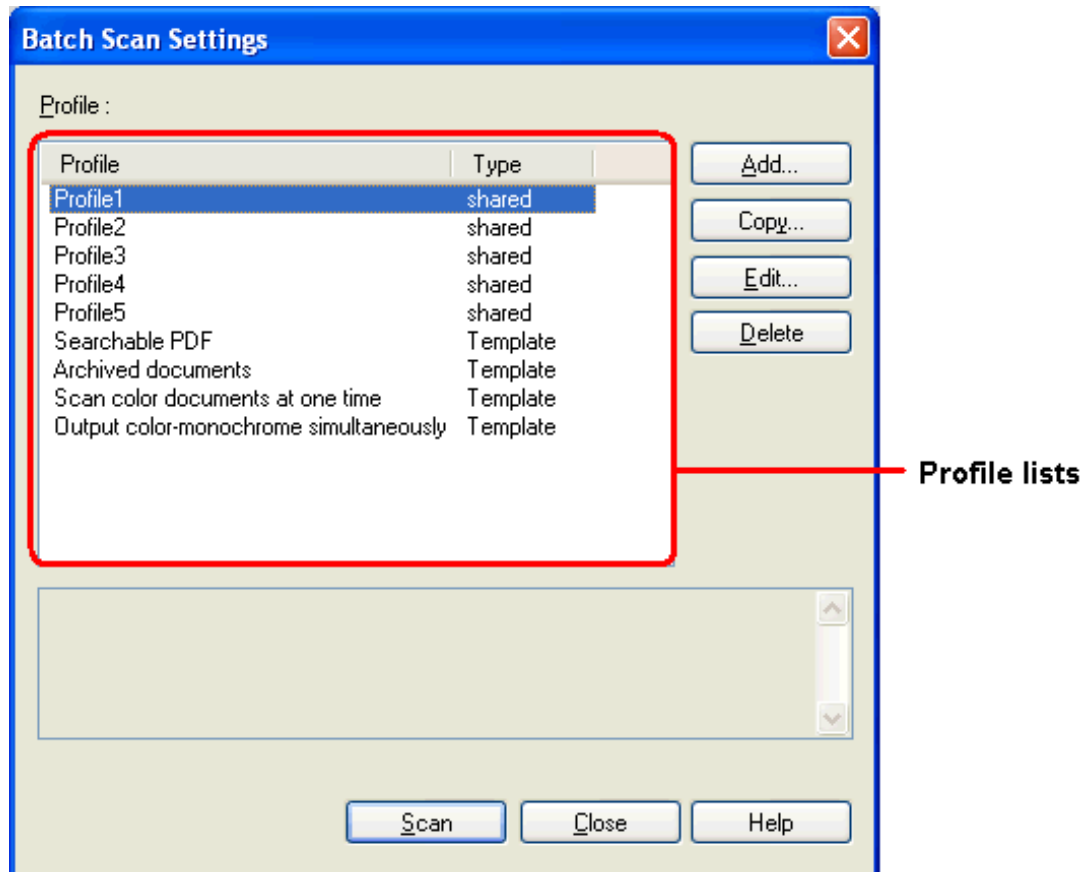 Batch Scan Settings
Profile :
Profile Type
Profile1 shared
Profile2 shared
Profile3 shared
Profile4 shared
Profile5 shared
Searchable PDF Template
Archived documents Template
Scan color documents at one time Template
Output color-monochrome simultaneously Template
Add...
Copy...
Edit...
Delete
Profile lists
Scan Close Help